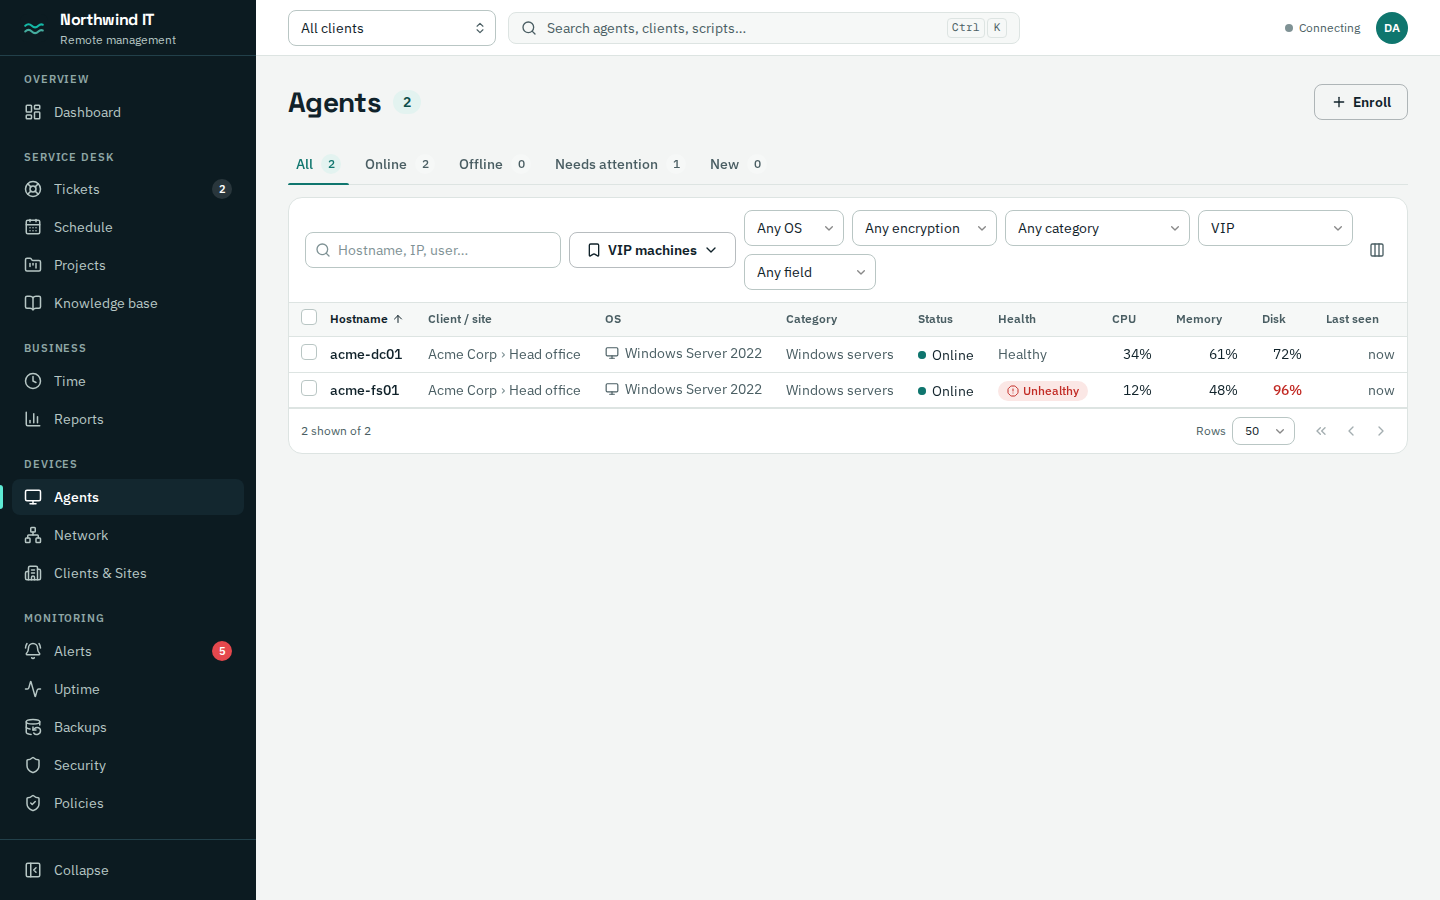 Northwind IT
Remote management
OVERVIEW
Dashboard
SERVICE DESK
Tickets 2
Schedule
Projects
Knowledge base
BUSINESS
Time
Reports
DEVICES
Agents
Network
Clients & Sites
MONITORING
Alerts 5
Uptime
Backups
Security
Policies
Collapse
All clients
Search agents, clients, scripts... Ctrl K
Connecting DA
Agents 2
Enroll
All 2 Online 2 Offline 0 Needs attention 1 New 0
Hostname, IP, user... VIP machines
Any OS Any encryption Any category VIP
Any field
Hostname Client / site OS Category Status Health CPU Memory Disk Last seen
acme-dc01 Acme Corp › Head office Windows Server 2022 Windows servers Online Healthy 34% 61% 72% now
acme-fs01 Acme Corp › Head office Windows Server 2022 Windows servers Online Unhealthy 12% 48% 96% now
2 shown of 2 Rows 50